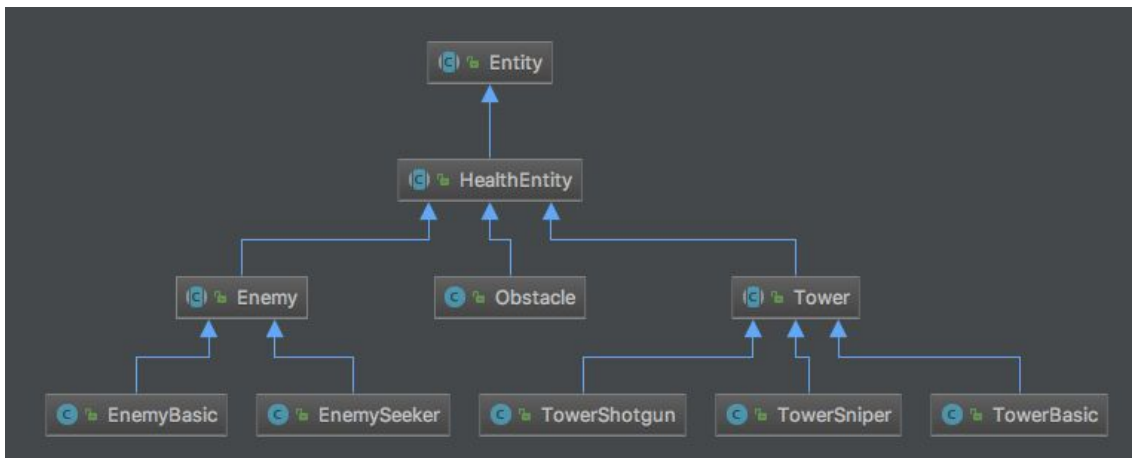 Entity
HealthEntity
Enemy
Obstacle
Tower
EnemyBasic
EnemySeeker
TowerShotgun
TowerSniper
TowerBasic